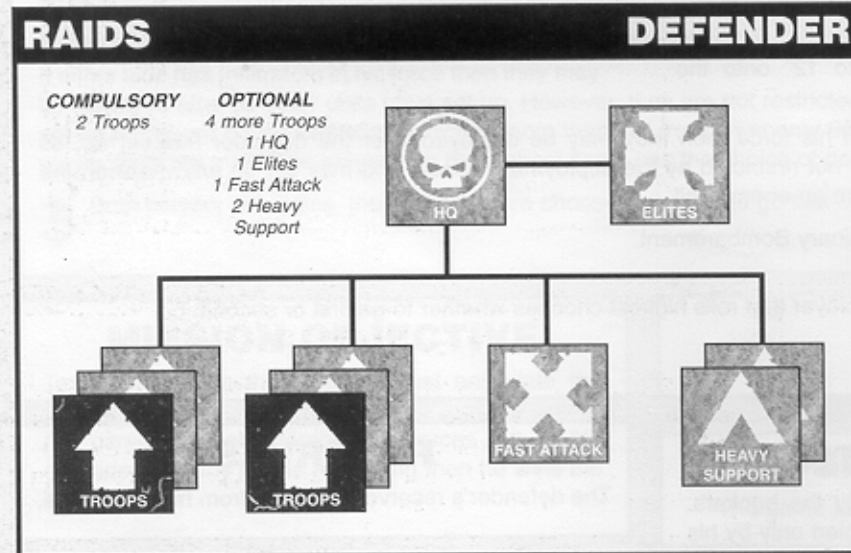 RAIDS DEFENDER
COMPULSORY OPTIONAL
2 Troops 4 more Troops
1 HQ
1 Elites
1 Fast Attack
2 Heavy
Support
HQ ELITES
TROOPS TROOPS FAST ATTACK HEAVY
SUPPORT